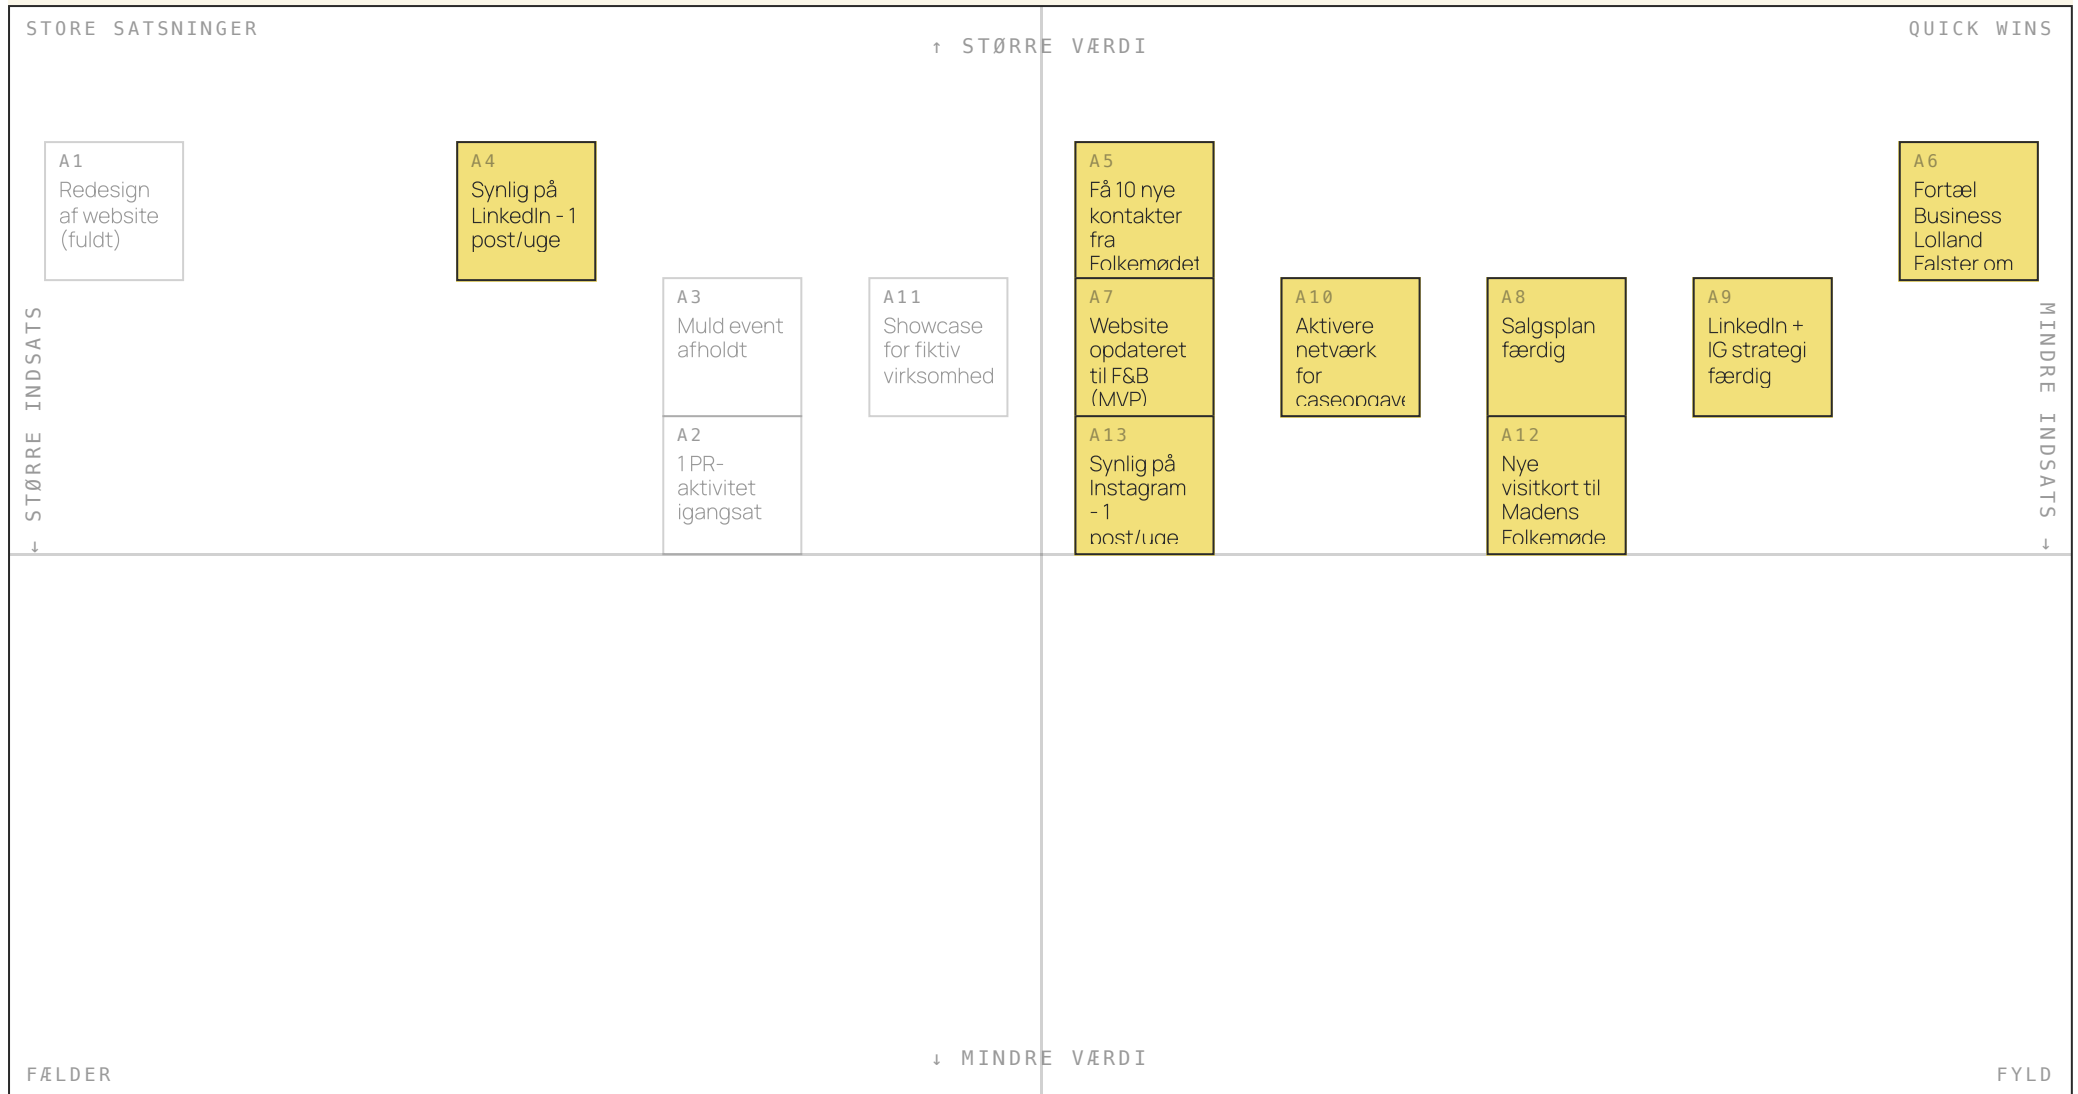 STORE SATSNINGER
QUICK WINS
↑ STØRRE VÆRDI
A1
Redesign
af website
(fuldt)
A4
Synlig på
LinkedIn - 1
post/uge
A5
Få 10 nye
kontakter
fra
Folkemødet
A6
Fortæl
Business
Lolland
Falster om
← STØRRE INDSATS
A3
Muld event
afholdt
A11
Showcase
for fiktiv
virksomhed
A7
Website
opdateret
til F&B
(MVP)
A10
Aktivere
netværk
for
caseopgave
A8
Salgsplan
færdig
A9
LinkedIn +
IG strategi
færdig
MINDRE INDSATS →
A2
1 PR-
aktivitet
igangsat
A13
Synlig på
Instagram
- 1
post/uge
A12
Nye
visitkort til
Madens
Folkemøde
↓ MINDRE VÆRDI
FÆLDER
FYLD